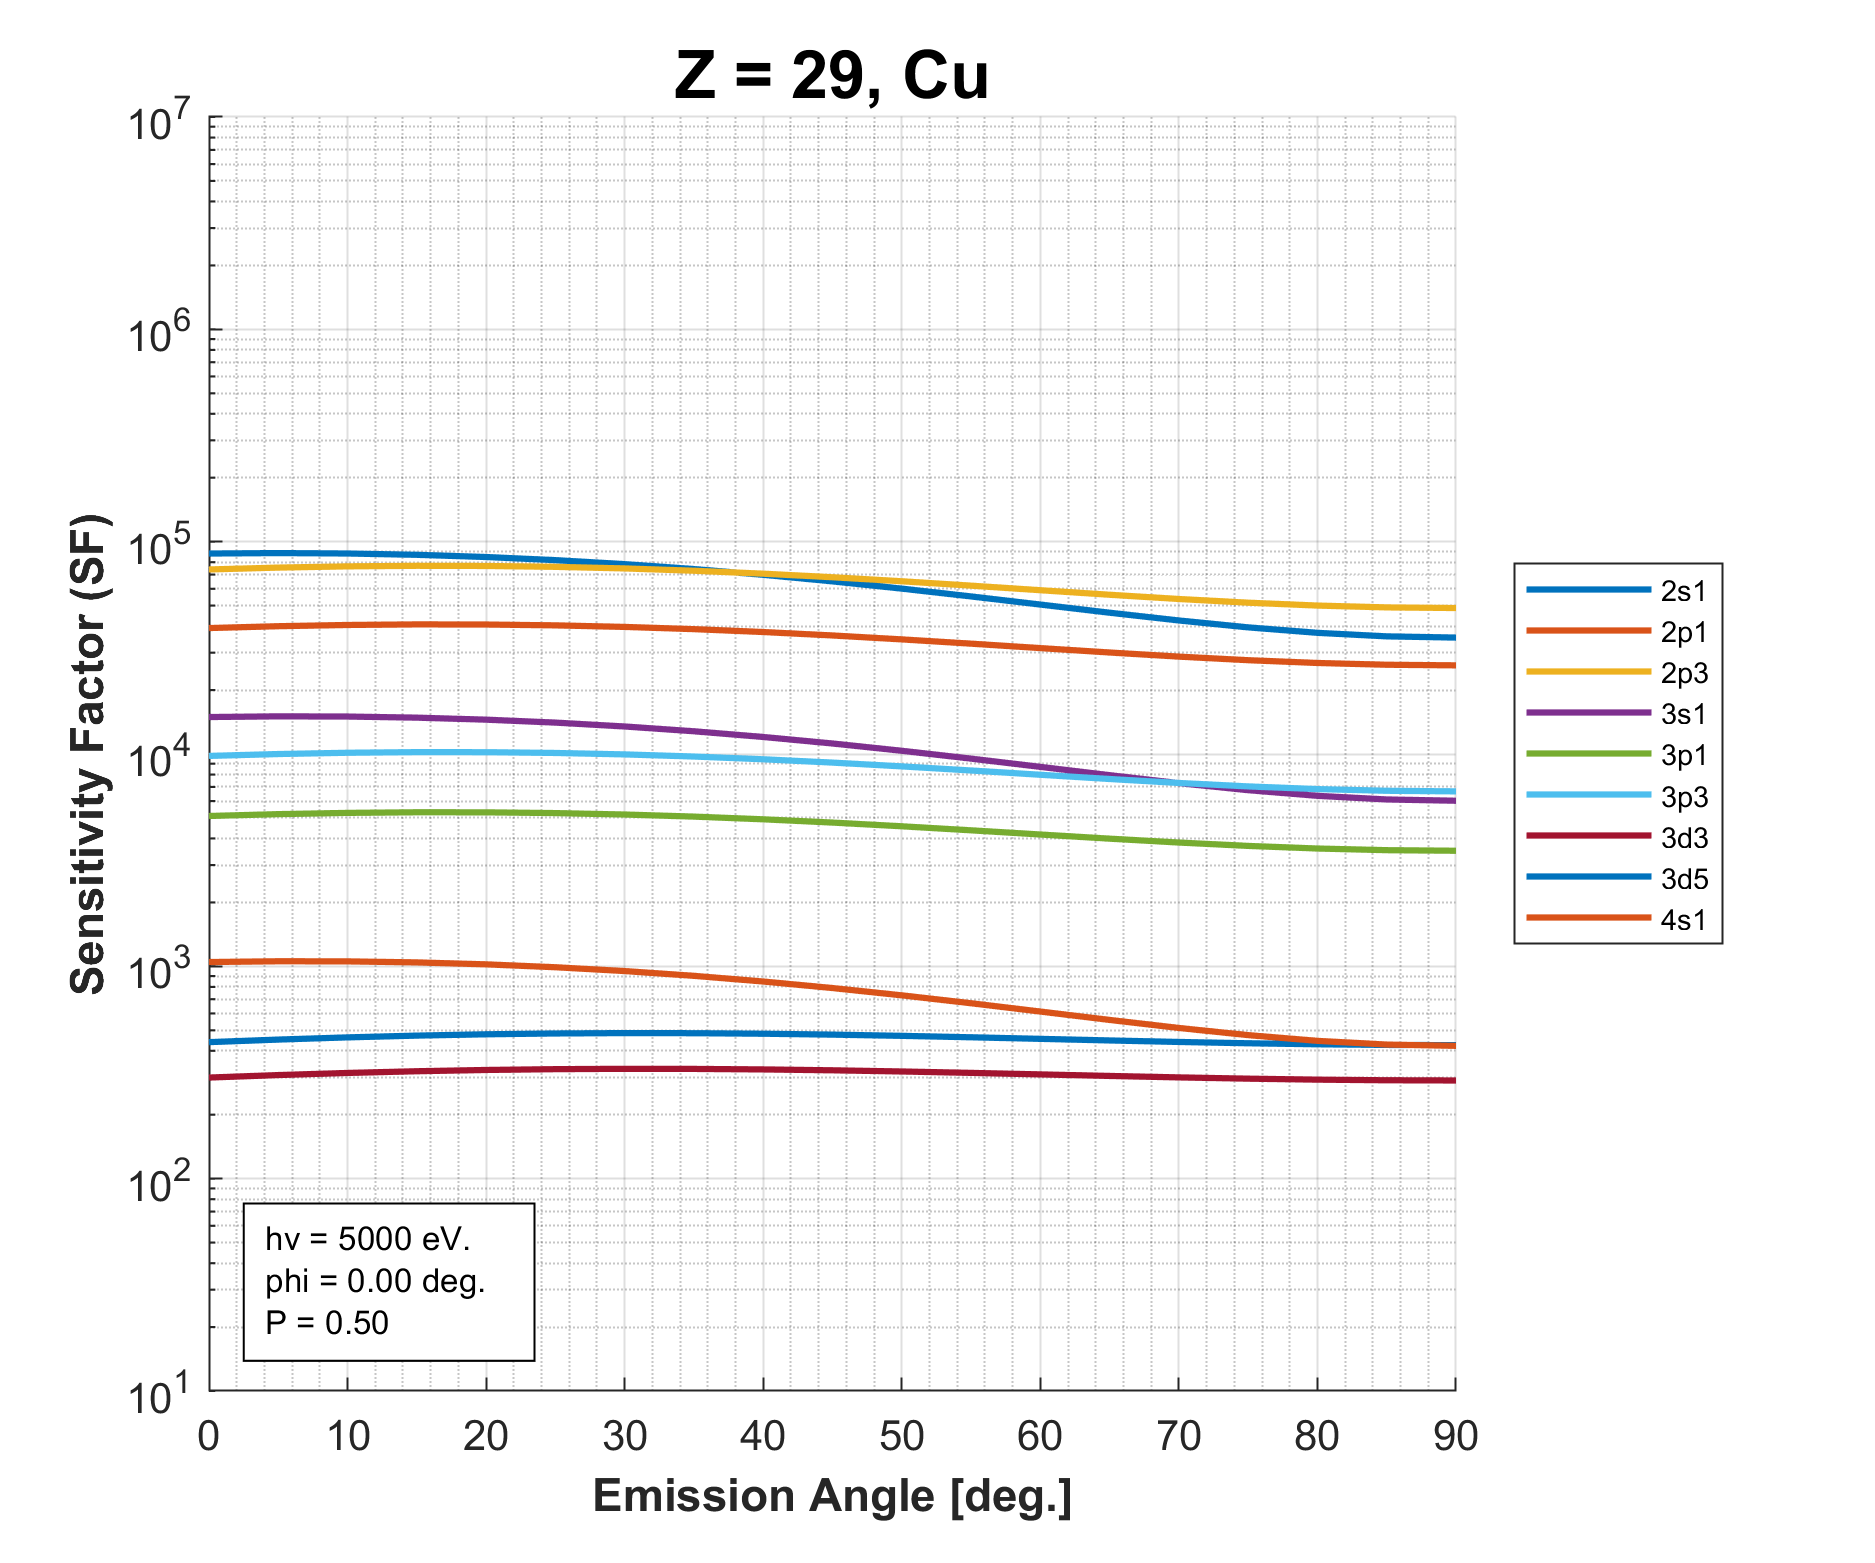 Z = 29, Cu
10^7
10^6
10^5
10^4
10^3
10^2
10^1
Sensitivity Factor (SF)
hv = 5000 eV.
phi = 0.00 deg.
P = 0.50
0 10 20 30 40 50 60 70 80 90
Emission Angle [deg.]
2s1
2p1
2p3
3s1
3p1
3p3
3d3
3d5
4s1